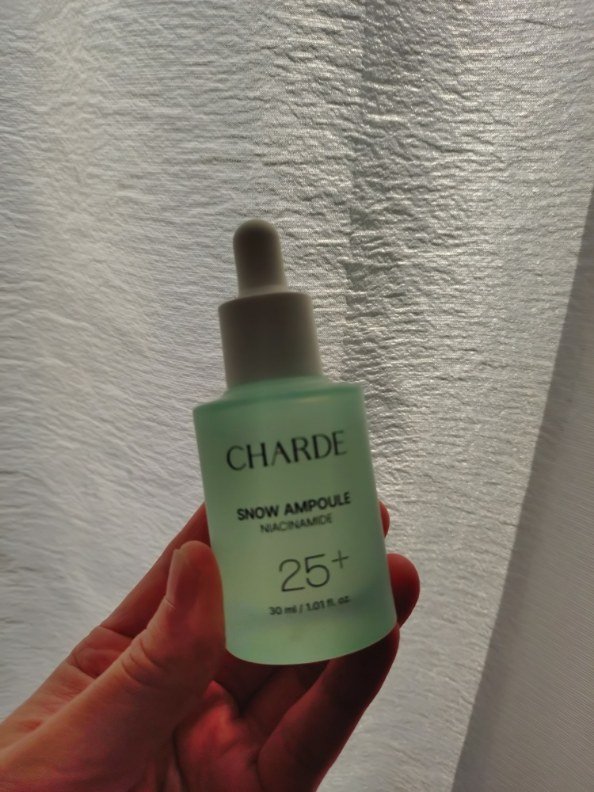 CHARDE
SNOW AMPOULE
NIACINAMIDE
25+
30 ml / 1.01 fl. oz